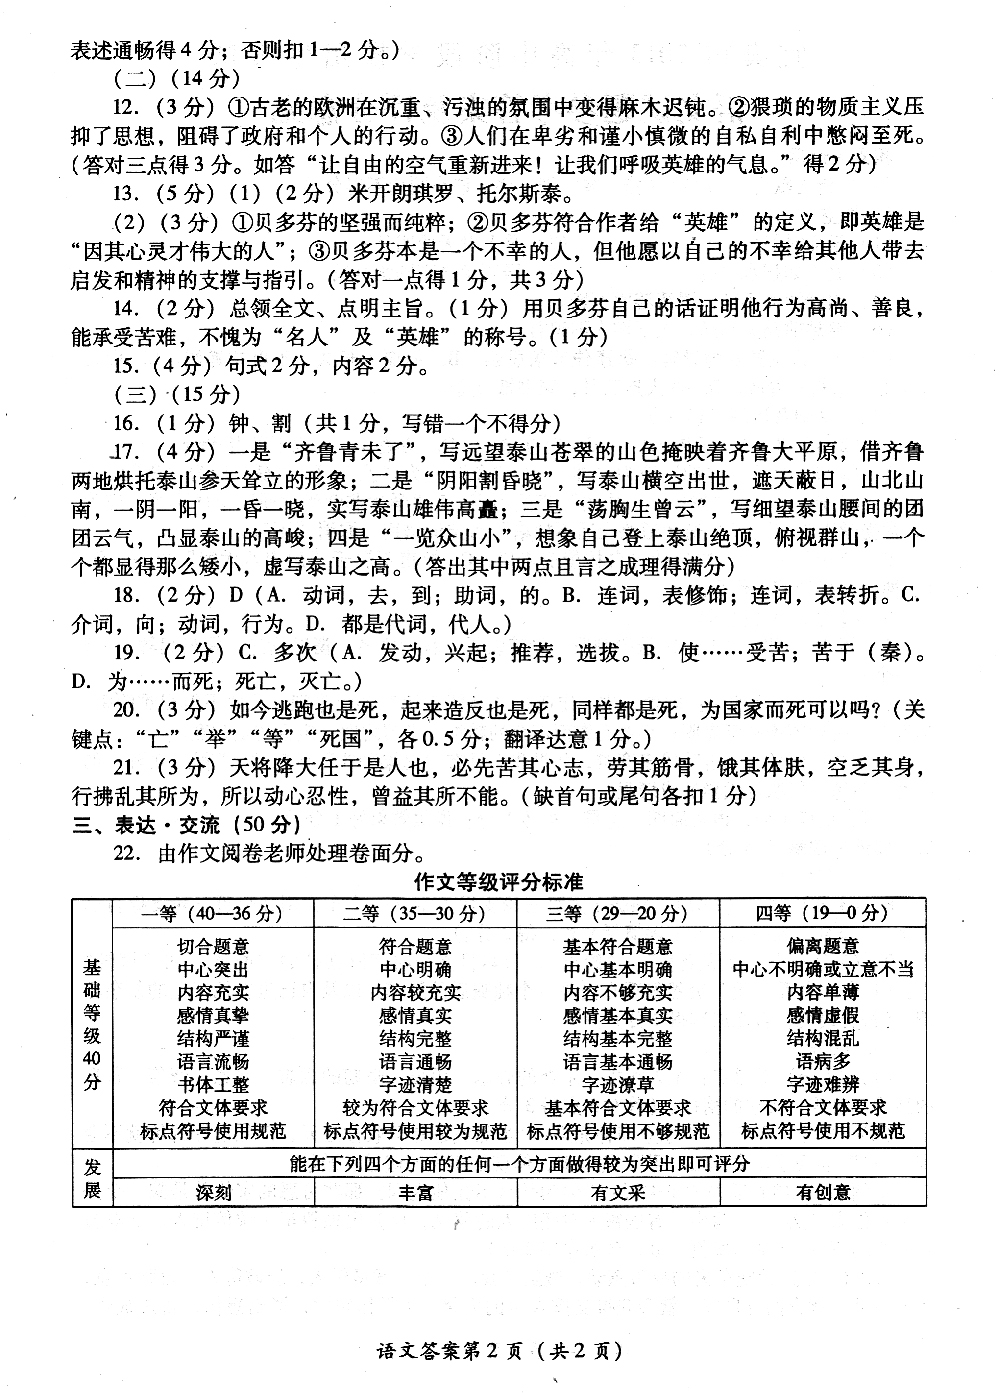 表述通畅得4分；否则扣1—2分。）
（二）（14分）
12.（3分）①古老的欧洲在沉重、污浊的氛围中变得麻木迟钝。②猥琐的物质主义压
抑了思想，阻碍了政府和个人的行动。③人们在卑劣和谨小慎微的自私自利中憋闷至死。
（答对三点得3分。如答“让自由的空气重新进来！让我们呼吸英雄的气息。”得2分）
13.（5分）（1）（2分）米开朗琪罗、托尔斯泰。
（2）（3分）①贝多芬的坚强而纯粹；②贝多芬符合作者给“英雄”的定义，即英雄是
“因其心灵才伟大的人”；③贝多芬本是一个不幸的人，但他愿以自己的不幸给其他人带去
启发和精神的支撑与指引。（答对一点得1分，共3分）
14.（2分）总领全文、点明主旨。（1分）用贝多芬自己的话证明他行为高尚、善良，
能承受苦难，不愧为“名人”及“英雄”的称号。（1分）
15.（4分）句式2分，内容2分。
（三）（15分）
16.（1分）钟、割（共1分，写错一个不得分）
17.（4分）一是“齐鲁青未了”，写远望泰山苍翠的山色掩映着齐鲁大平原，借齐鲁
两地烘托泰山参天耸立的形象；二是“阴阳割昏晓”，写泰山横空出世，遮天蔽日，山北山
南，一阴一阳，一昏一晓，实写泰山雄伟高矗；三是“荡胸生曾云”，写细望泰山腰间的团
团云气，凸显泰山的高峻；四是“一览众山小”，想象自己登上泰山绝顶，俯视群山，一个
个都显得那么矮小，虚写泰山之高。（答出其中两点且言之成理得满分）
18.（2分）D（A. 动词，去，到；助词，的。B. 连词，表修饰；连词，表转折。C.
介词，向；动词，行为。D. 都是代词，代人。）
19. （2分）C. 多次（A. 发动，兴起；推荐，选拔。B. 使……受苦；苦于（秦）。
D. 为……而死；死亡，灭亡。）
20.（3分）如今逃跑也是死，起来造反也是死，同样都是死，为国家而死可以吗？（关
键点：“亡”“举”“等”“死国”，各0.5分；翻译达意1分。）
21.（3分）天将降大任于是人也，必先苦其心志，劳其筋骨，饿其体肤，空乏其身，
行拂乱其所为，所以动心忍性，曾益其所不能。（缺首句或尾句各扣1分）
三、表达·交流（50分）
22. 由作文阅卷老师处理卷面分。
作文等级评分标准
一等（40—36分） 二等（35—30分） 三等（29—20分） 四等（19—0分）
基础等级40分
切合题意 符合题意 基本符合题意 偏离题意
中心突出 中心明确 中心基本明确 中心不明确或立意不当
内容充实 内容较充实 内容不够充实 内容单薄
感情真挚 感情真实 感情基本真实 感情虚假
结构严谨 结构完整 结构基本完整 结构混乱
语言流畅 语言通畅 语言基本通畅 语病多
书体工整 字迹清楚 字迹潦草 字迹难辨
符合文体要求 较为符合文体要求 基本符合文体要求 不符合文体要求
标点符号使用规范 标点符号使用较为规范 标点符号使用不够规范 标点符号使用不规范
发展
能在下列四个方面的任何一个方面做得较为突出即可评分
深刻 丰富 有文采 有创意
语文答案第2页（共2页）